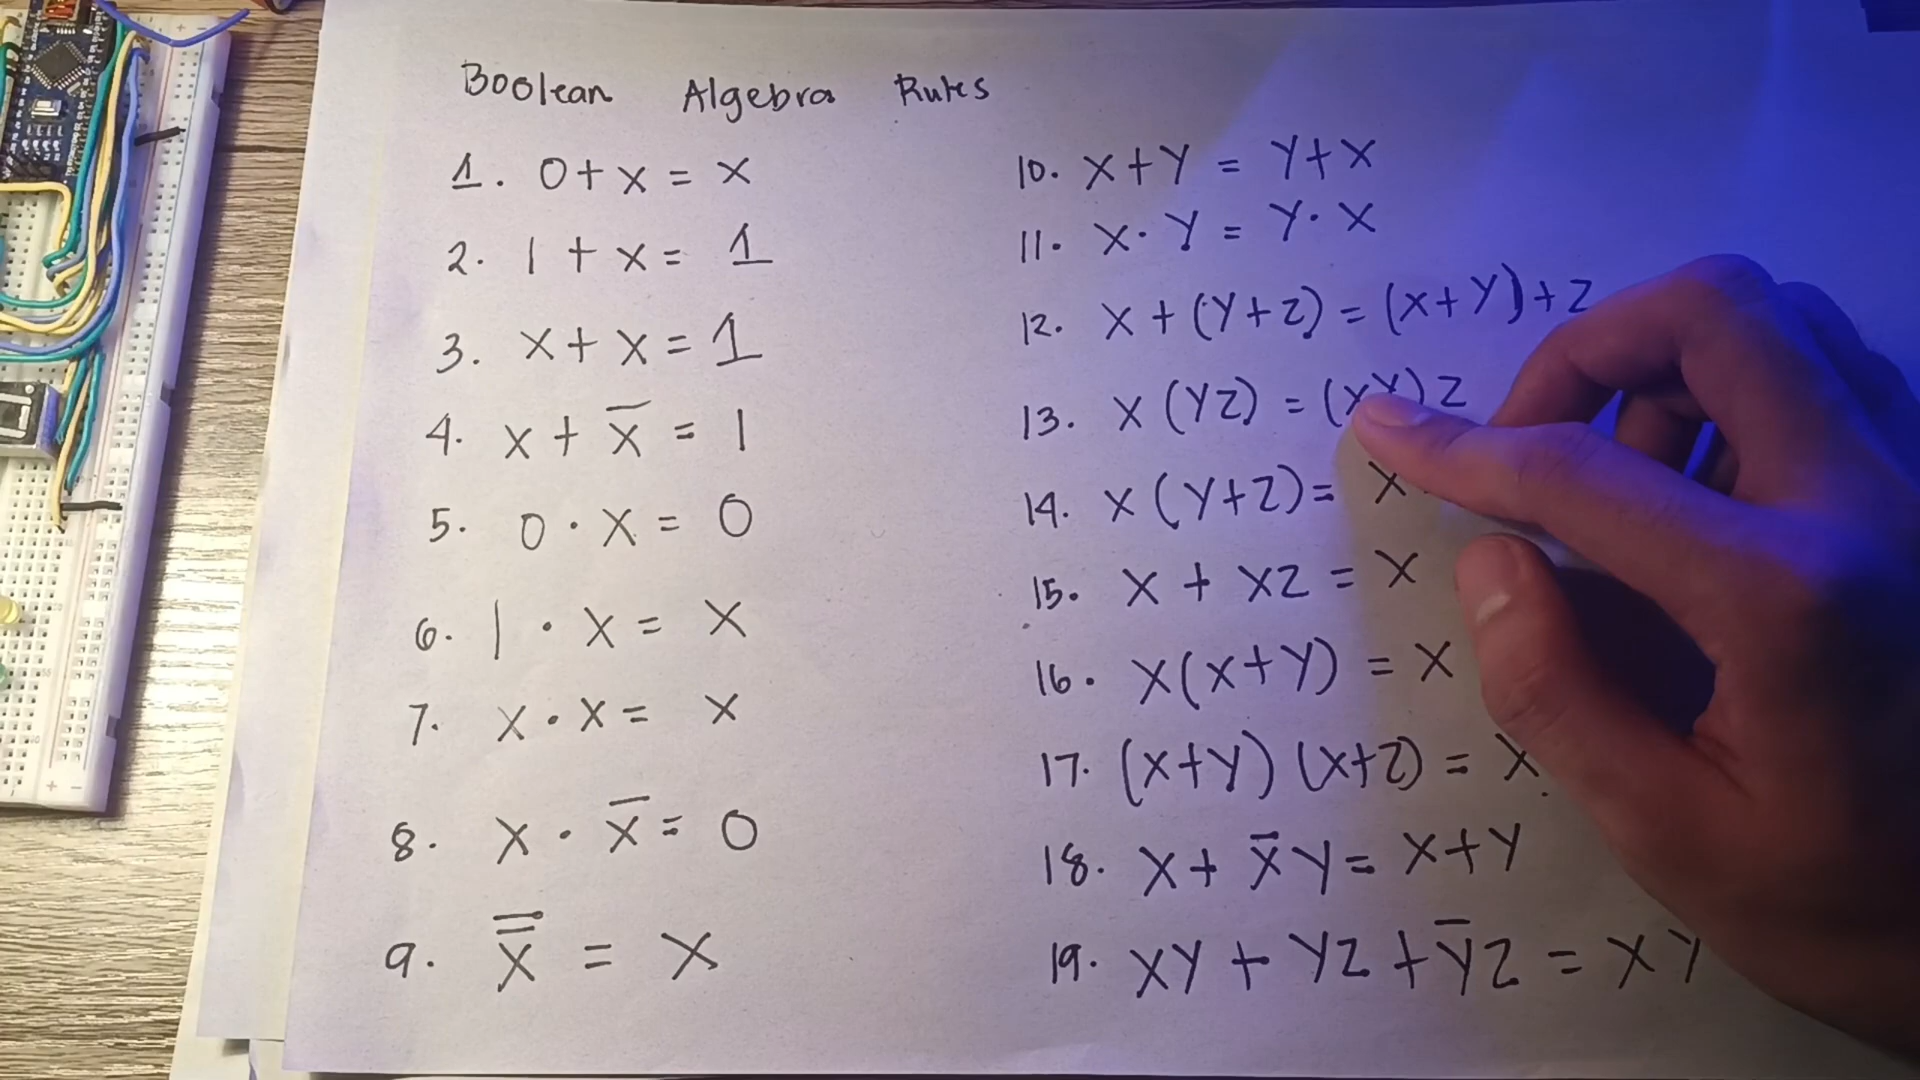 Boolean Algebra Rules
1. 0 + x = x
2. 1 + x = 1
3. x + x = 1
4. x + x̅ = 1
5. 0 · x = 0
6. 1 · x = x
7. x · x = x
8. x · x̅ = 0
9. x̿ = x
10. x + y = y + x
11. x · y = y · x
12. x + (y + z) = (x + y) + z
13. x (yz) = (xy) z
14. x (y + z) = x
15. x + xz = x
16. x (x + y) = x
17. (x + y) (x + z) = x
18. x + x̅y = x + y
19. xy + yz + y̅z = xy